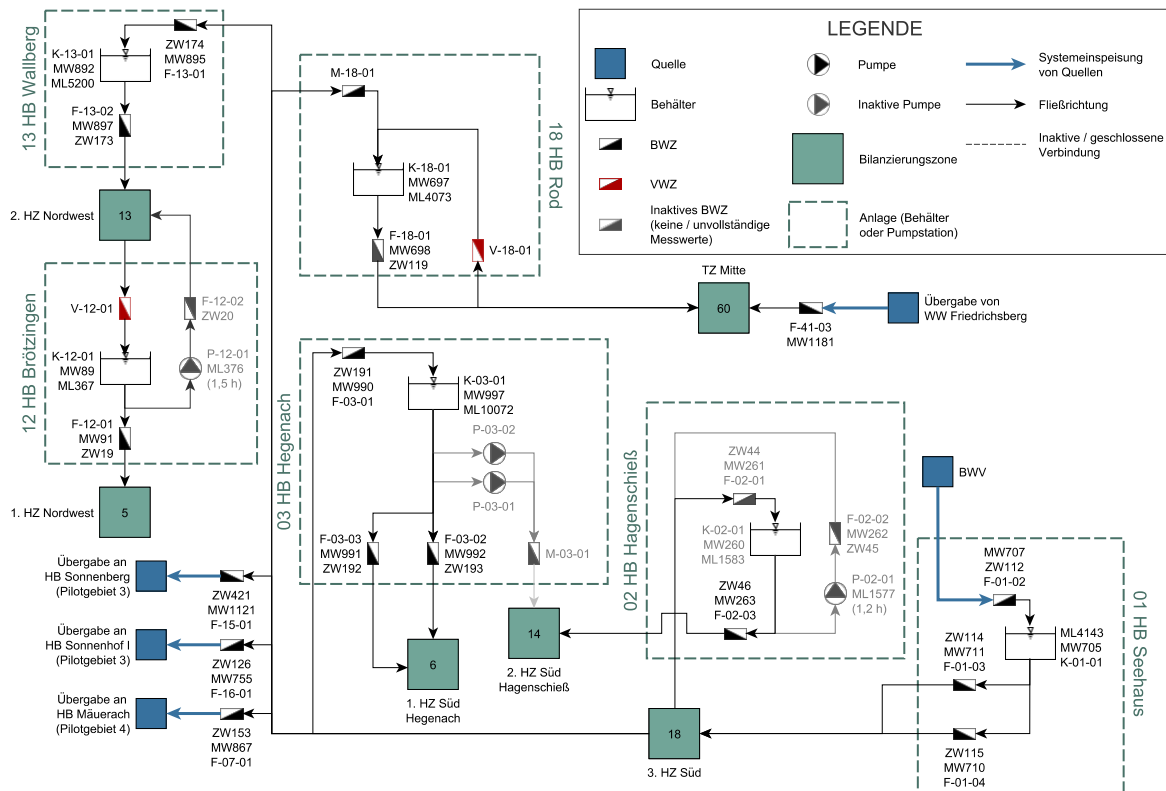 13 HB Wallberg
K-13-01
MW892
ML5200
ZW174
MW895
F-13-01
F-13-02
MW897
ZW173
2. HZ Nordwest
13
12 HB Brötzingen
V-12-01
F-12-02
ZW20
K-12-01
MW89
ML367
P-12-01
ML376
(1,5 h)
F-12-01
MW91
ZW19
1. HZ Nordwest
5
Übergabe an
HB Sonnenberg
(Pilotgebiet 3)
ZW421
MW1121
F-15-01
Übergabe an
HB Sonnenhof I
(Pilotgebiet 3)
ZW126
MW755
F-16-01
Übergabe an
HB Mäuerach
(Pilotgebiet 4)
ZW153
MW867
F-07-01
18 HB Rod
M-18-01
K-18-01
MW697
ML4073
F-18-01
MW698
ZW119
V-18-01
TZ Mitte
60
F-41-03
MW1181
Übergabe von
WW Friedrichsberg
03 HB Hegenach
ZW191
MW990
F-03-01
K-03-01
MW997
ML10072
P-03-02
P-03-01
F-03-03
MW991
ZW192
F-03-02
MW992
ZW193
M-03-01
6
1. HZ Süd
Hegenach
14
2. HZ Süd
Hagenschieß
02 HB Hagenschieß
ZW44
MW261
F-02-01
K-02-01
MW260
ML1583
F-02-02
MW262
ZW45
P-02-01
ML1577
(1,2 h)
ZW46
MW263
F-02-03
18
3. HZ Süd
BWV
01 HB Seehaus
MW707
ZW112
F-01-02
ML4143
MW705
K-01-01
ZW114
MW711
F-01-03
ZW115
MW710
F-01-04
LEGENDE
Quelle
Behälter
BWZ
VWZ
Inaktives BWZ
(keine / unvollständige
Messwerte)
Pumpe
Inaktive Pumpe
Bilanzierungszone
Anlage (Behälter
oder Pumpstation)
Systemeinspeisung
von Quellen
Fließrichtung
Inaktive / geschlossene
Verbindung